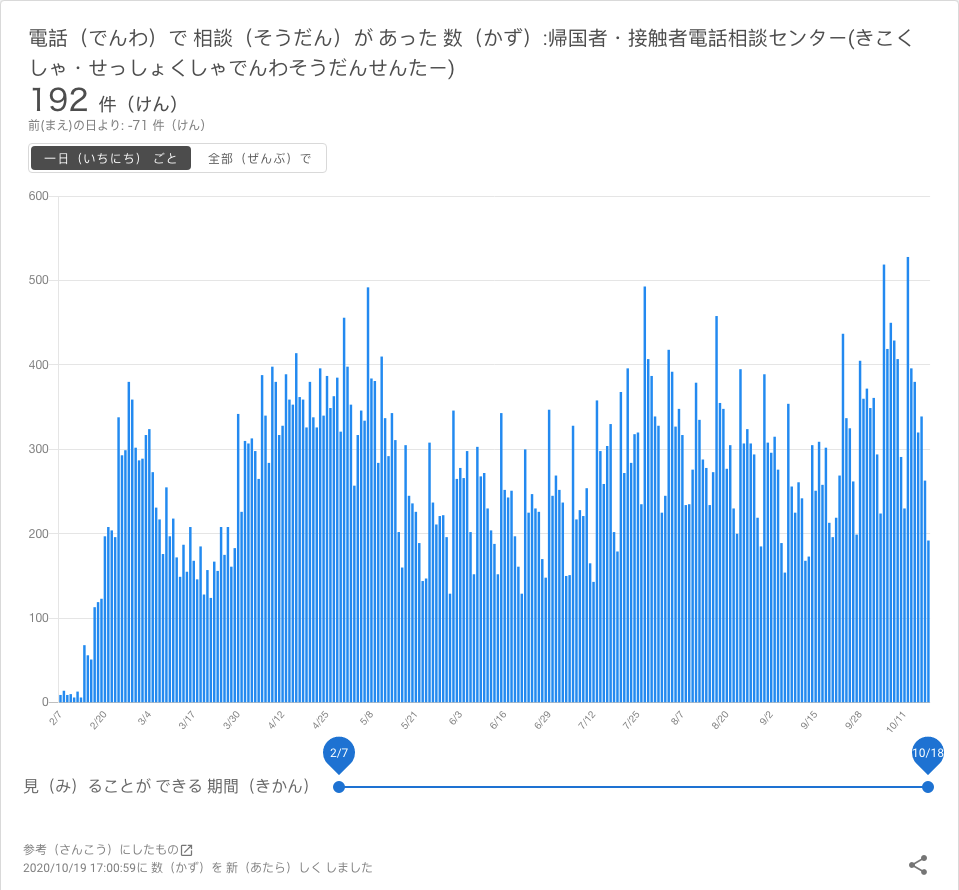 電話（でんわ）で 相談（そうだん）が あった 数（かず）:帰国者・接触者電話相談センター(きこく
しゃ・せっしょくしゃでんわそうだんせんたー)
192 件（けん）
前(まえ)の日より: -71 件（けん）
一日（いちにち） ごと 全部（ぜんぶ）で
600
500
400
300
200
100
0
2/7 2/20 3/4 3/17 3/30 4/12 4/25 5/8 5/21 6/3 6/16 6/29 7/12 7/25 8/7 8/20 9/2 9/15 9/28 10/11
2/7 10/18
見（み）ることが できる 期間（きかん）
参考（さんこう）にしたもの
2020/10/19 17:00:59に 数（かず）を 新（あたら）しく しました